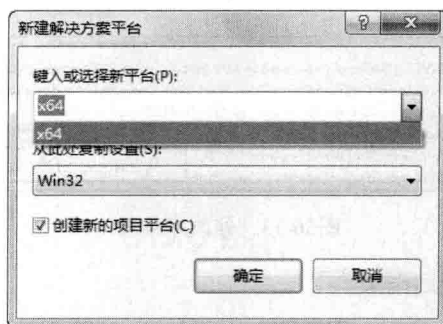 新建解决方案平台
键入或选择新平台(P):
x64
x64
从此处复制设置(S):
Win32
创建新的项目平台(C)
确定
取消